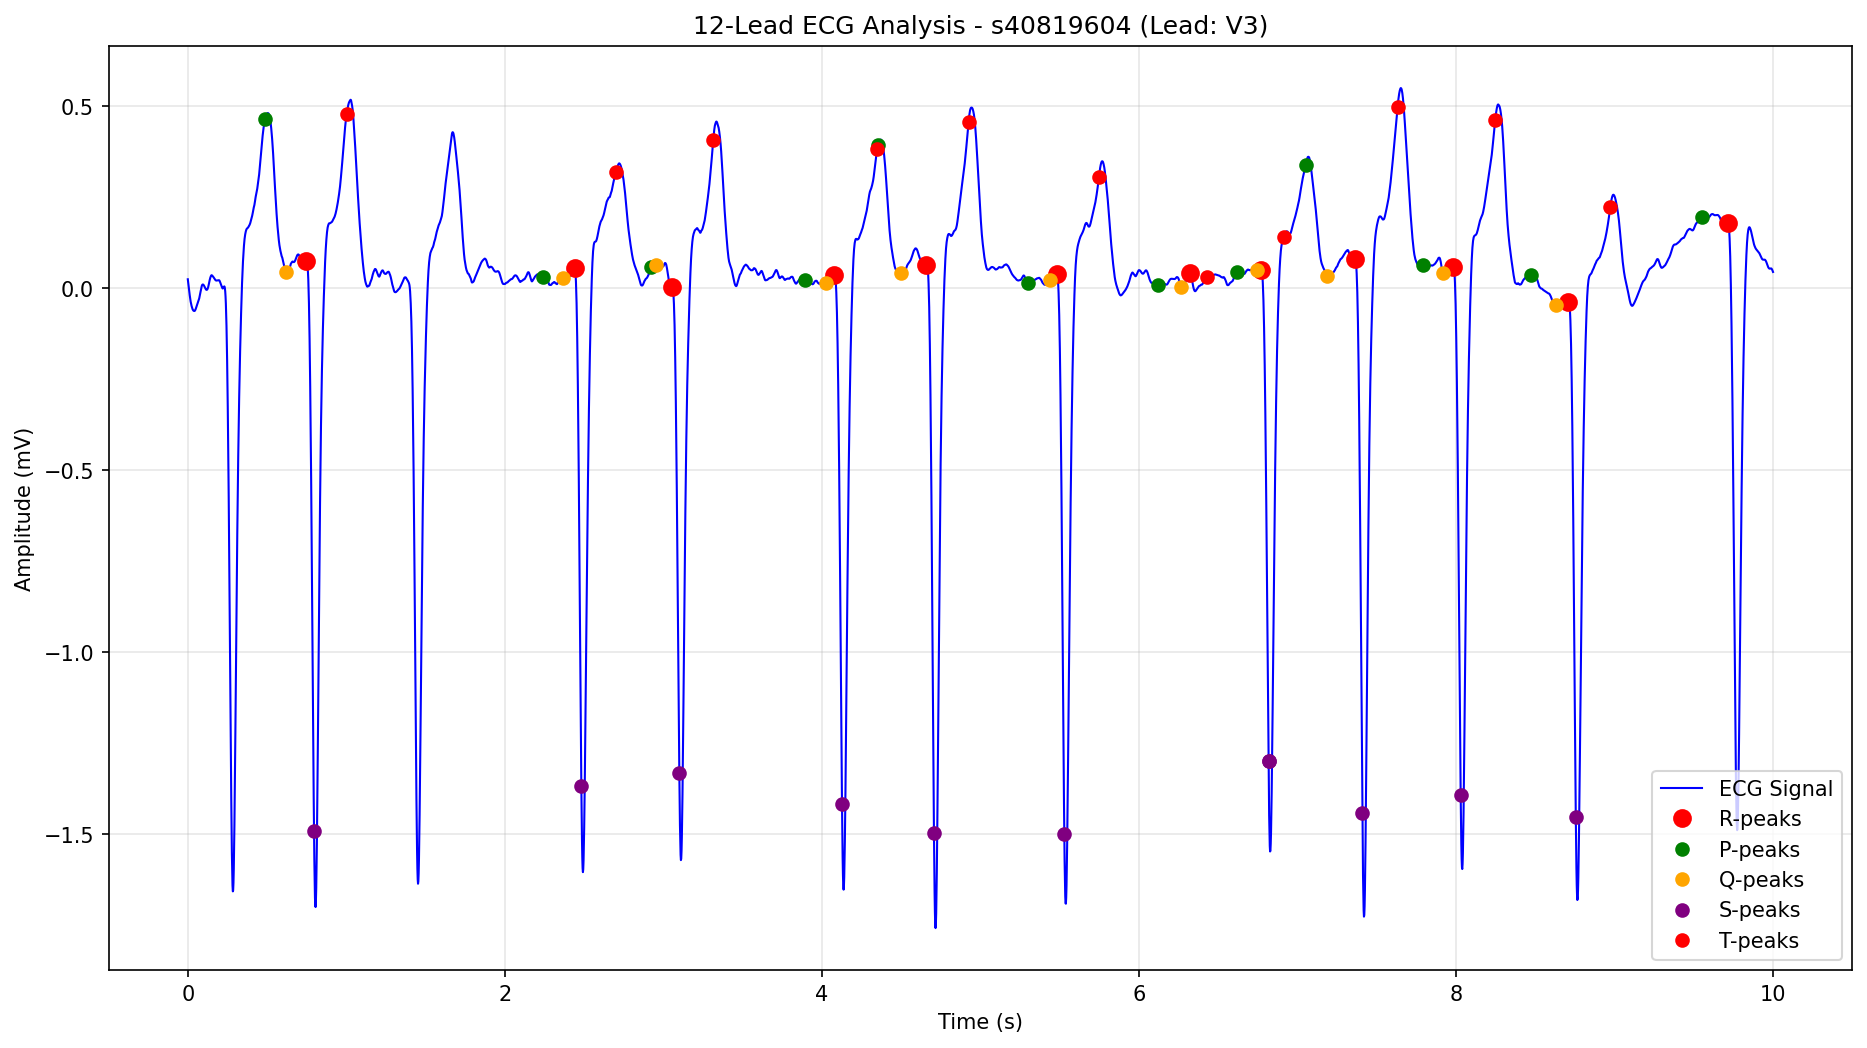 12-Lead ECG Analysis - s40819604 (Lead: V3)
Amplitude (mV)
0.5
0.0
−0.5
−1.0
−1.5
0
2
4
6
8
10
Time (s)
ECG Signal
R-peaks
P-peaks
Q-peaks
S-peaks
T-peaks